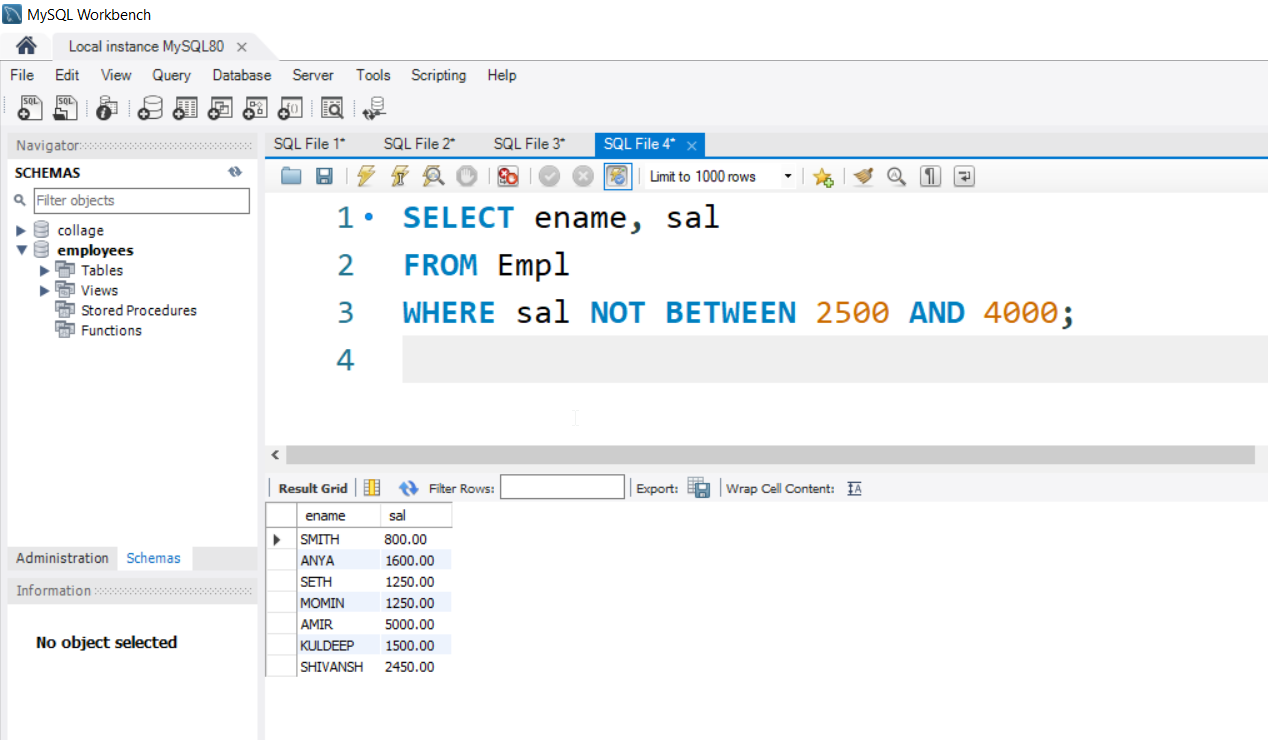 MySQL Workbench
Local instance MySQL80
File Edit View Query Database Server Tools Scripting Help
Navigator
SCHEMAS
Filter objects
collage
employees
Tables
Views
Stored Procedures
Functions
Administration Schemas
Information
No object selected
SQL File 1* SQL File 2* SQL File 3* SQL File 4*
Limit to 1000 rows
1 SELECT ename, sal
2 FROM Empl
3 WHERE sal NOT BETWEEN 2500 AND 4000;
4
Result Grid Filter Rows: Export: Wrap Cell Content:
ename sal
SMITH 800.00
ANYA 1600.00
SETH 1250.00
MOMIN 1250.00
AMIR 5000.00
KULDEEP 1500.00
SHIVANSH 2450.00